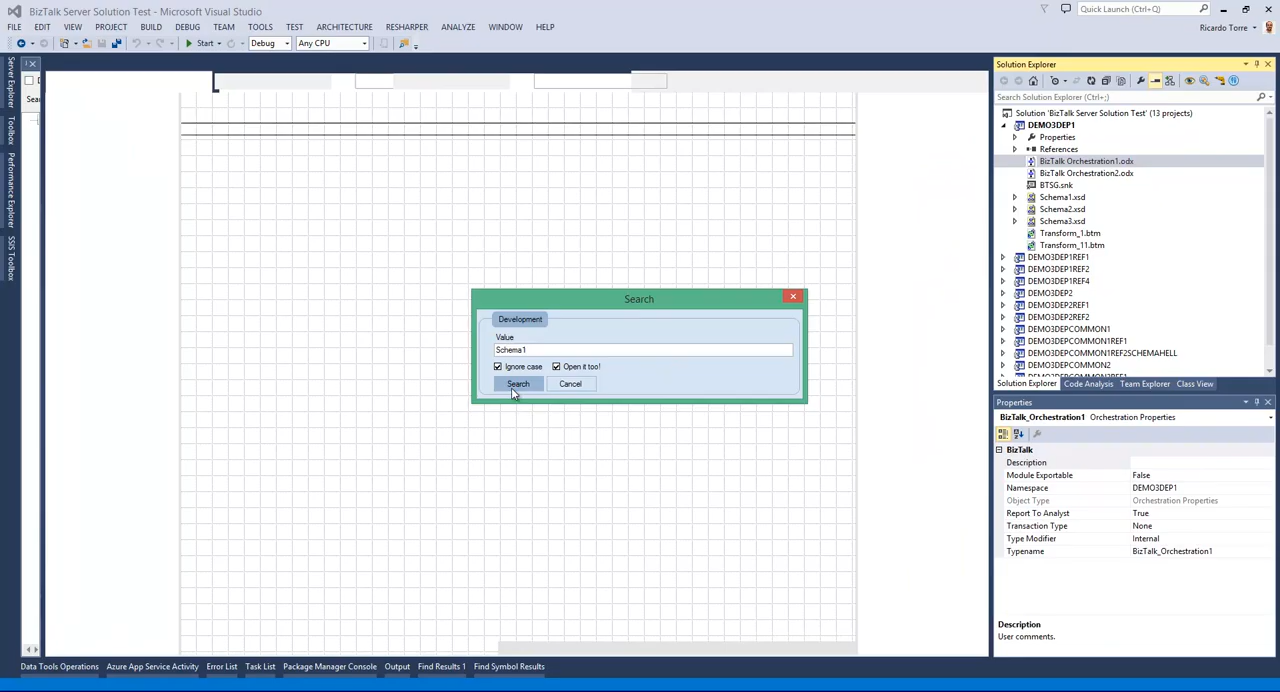 BizTalk Server Solution Test - Microsoft Visual Studio
Quick Launch (Ctrl+Q)
FILE EDIT VIEW PROJECT BUILD DEBUG TEAM TOOLS TEST ARCHITECTURE RESHARPER ANALYZE WINDOW HELP
Ricardo Torre
Start Debug Any CPU
Server Explorer
Toolbox
Performance Explorer
SSIS Toolbox
Search
Development
Value
Schema1
Ignore case Open it too!
Search Cancel
Solution Explorer
Search Solution Explorer (Ctrl+;)
Solution 'BizTalk Server Solution Test' (13 projects)
DEMO3DEP1
Properties
References
BizTalk Orchestration1.odx
BizTalk Orchestration2.odx
BTSG.snk
Schema1.xsd
Schema2.xsd
Schema3.xsd
Transform_1.btm
Transform_11.btm
DEMO3DEP1REF1
DEMO3DEP1REF2
DEMO3DEP1REF4
DEMO3DEP2
DEMO3DEP2REF1
DEMO3DEP2REF2
DEMO3DEPCOMMON1
DEMO3DEPCOMMON1REF1
DEMO3DEPCOMMON1REF2SCHEMAHELL
DEMO3DEPCOMMON2
Solution Explorer Code Analysis Team Explorer Class View
Properties
BizTalk_Orchestration1 Orchestration Properties
BizTalk
Description
Module Exportable False
Namespace DEMO3DEP1
Object Type Orchestration Properties
Report To Analyst True
Transaction Type None
Type Modifier Internal
Typename BizTalk_Orchestration1
Description
User comments.
Data Tools Operations Azure App Service Activity Error List Task List Package Manager Console Output Find Results 1 Find Symbol Results